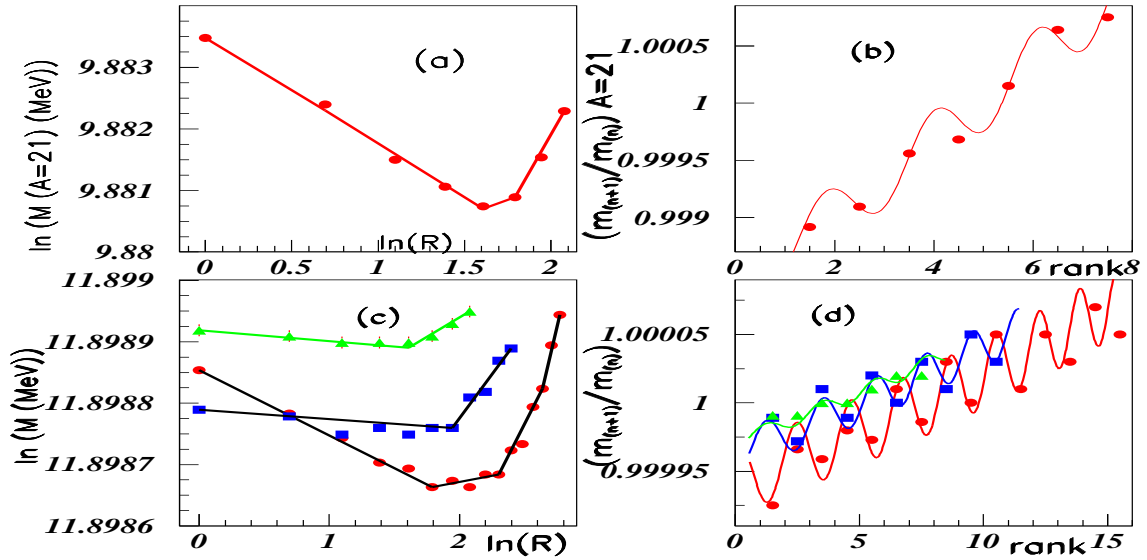 ln (M (A=21) (MeV))
9.883
9.882
9.881
9.88
(a)
0 0.5 1 1.5 2
ln(R)
(m(n+1)/m(n)) A=21
1.0005
1
0.9995
0.999
(b)
0 2 4 6 8
rank
ln (M (MeV))
11.899
11.8989
11.8988
11.8987
11.8986
(c)
0 1 2
ln(R)
(m(n+1)/m(n))
1.00005
1
0.99995
(d)
0 5 10 15
rank